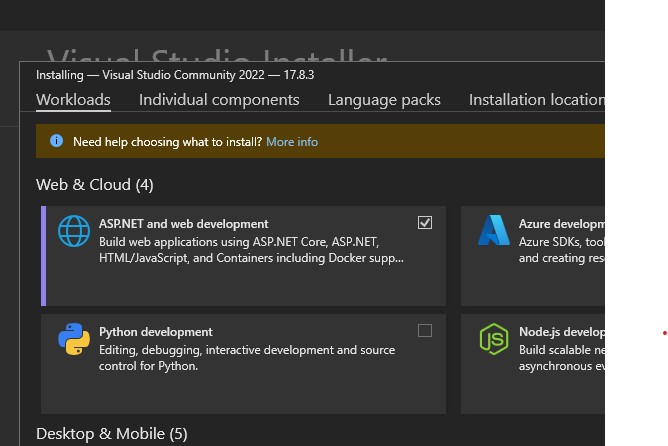 Visual Studio Installer
Installing — Visual Studio Community 2022 — 17.8.3
Workloads Individual components Language packs Installation location
Need help choosing what to install? More info
Web & Cloud (4)
ASP.NET and web development
Build web applications using ASP.NET Core, ASP.NET,
HTML/JavaScript, and Containers including Docker supp...
Azure developm
Azure SDKs, tool
and creating res
Python development
Editing, debugging, interactive development and source
control for Python.
Node.js develop
Build scalable ne
asynchronous ev
Desktop & Mobile (5)